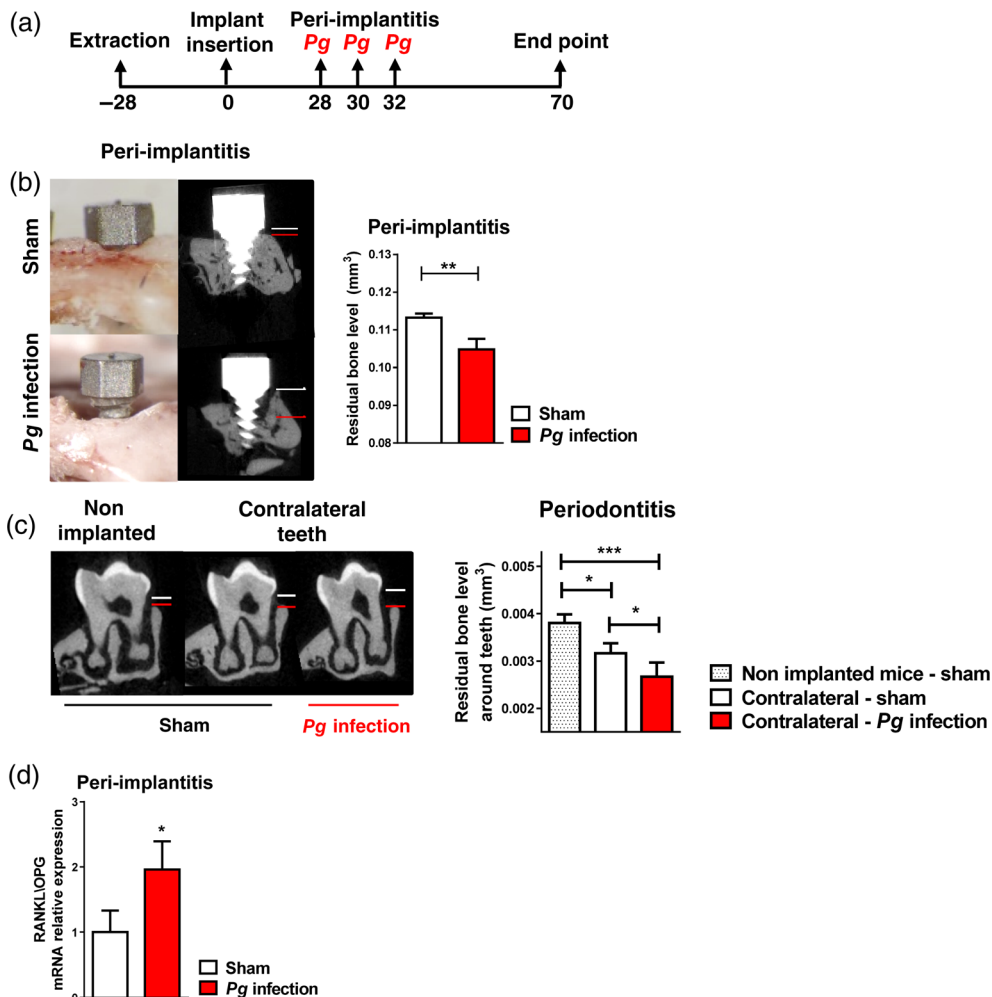 (a)
Extraction
Implant
insertion
Peri-implantitis
Pg Pg Pg
End point
–28 0 28 30 32 70
Peri-implantitis
(b)
Sham
Pg infection
Peri-implantitis
Residual bone level (mm³)
0.13
0.12
0.11
0.10
0.09
0.08
**
Sham
Pg infection
(c)
Non
implanted
Contralateral
teeth
Sham
Pg infection
Periodontitis
Residual bone level
around teeth (mm³)
0.005
0.004
0.003
0.002
***
*
*
Non implanted mice - sham
Contralateral - sham
Contralateral - Pg infection
(d)
Peri-implantitis
RANKL\OPG
mRNA relative expression
3
2
1
0
*
Sham
Pg infection